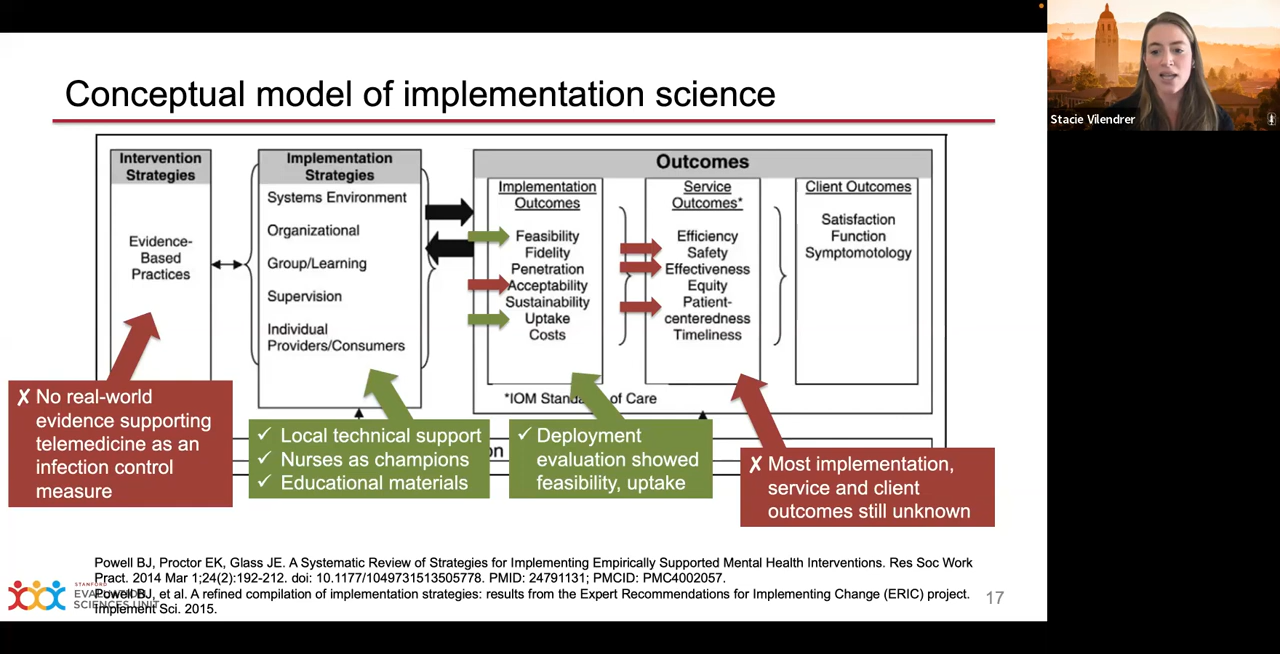 Conceptual model of implementation science
Stacie Vilendrer
Intervention
Strategies
Evidence-
Based
Practices
Implementation
Strategies
Systems Environment
Organizational
Group/Learning
Supervision
Individual
Providers/Consumers
Outcomes
Implementation
Outcomes
Feasibility
Fidelity
Penetration
Acceptability
Sustainability
Uptake
Costs
Service
Outcomes*
Efficiency
Safety
Effectiveness
Equity
Patient-
centeredness
Timeliness
Client Outcomes
Satisfaction
Function
Symptomotology
*IOM of Care
✗ No real-world
evidence supporting
telemedicine as an
infection control
measure
✓ Local technical support
✓ Nurses as champions
✓ Educational materials
✓ Deployment
evaluation showed
feasibility, uptake
✗ Most implementation,
service and client
outcomes still unknown
Powell BJ, Proctor EK, Glass JE. A Systematic Review of Strategies for Implementing Empirically Supported Mental Health Interventions. Res Soc Work
Pract. 2014 Mar 1;24(2):192-212. doi: 10.1177/1049731513505778. PMID: 24791131; PMCID: PMC4002057.
Powell BJ, et al. A refined compilation of implementation strategies: results from the Expert Recommendations for Implementing Change (ERIC) project.
Implement Sci. 2015.
STANFORD
SCIENCES UNIT
17